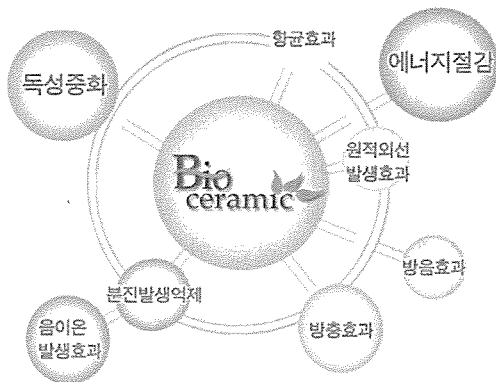 항균효과
에너지절감
독성중화
원적외선
발생효과
Bio
ceramic
방음효과
분진발생억제
방충효과
음이온
발생효과